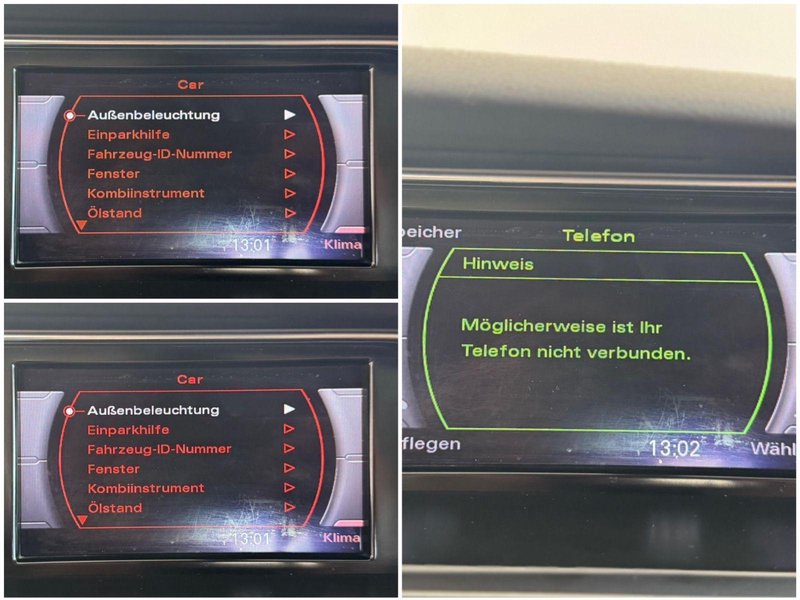 Car
Außenbeleuchtung
Einparkhilfe
Fahrzeug-ID-Nummer
Fenster
Kombiinstrument
Ölstand
13:01
Klima
Car
Außenbeleuchtung
Einparkhilfe
Fahrzeug-ID-Nummer
Fenster
Kombiinstrument
Ölstand
13:01
Klima
peicher
Telefon
Hinweis
Möglicherweise ist Ihr
Telefon nicht verbunden.
flegen
13:02
Wähl